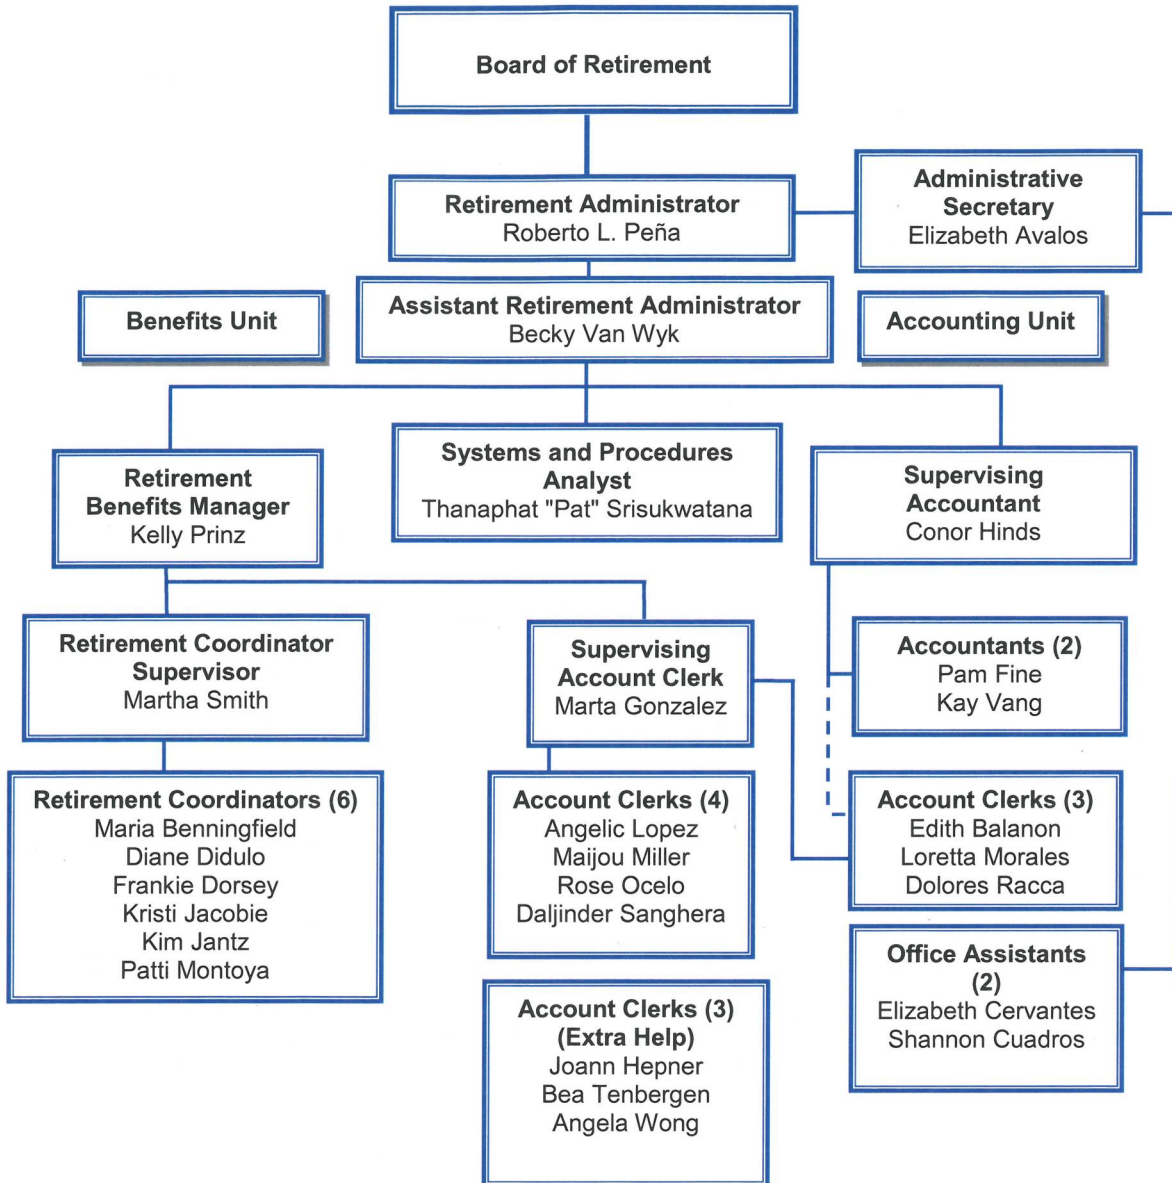 Board of Retirement
Retirement Administrator
Roberto L. Peña
Administrative
Secretary
Elizabeth Avalos
Benefits Unit
Assistant Retirement Administrator
Becky Van Wyk
Accounting Unit
Retirement
Benefits Manager
Kelly Prinz
Systems and Procedures
Analyst
Thanaphat "Pat" Srisukwatana
Supervising
Accountant
Conor Hinds
Retirement Coordinator
Supervisor
Martha Smith
Supervising
Account Clerk
Marta Gonzalez
Accountants (2)
Pam Fine
Kay Vang
Retirement Coordinators (6)
Maria Benningfield
Diane Didulo
Frankie Dorsey
Kristi Jacobie
Kim Jantz
Patti Montoya
Account Clerks (4)
Angelic Lopez
Maijou Miller
Rose Ocelo
Daljinder Sanghera
Account Clerks (3)
Edith Balanon
Loretta Morales
Dolores Racca
Account Clerks (3)
(Extra Help)
Joann Hepner
Bea Tenbergen
Angela Wong
Office Assistants
(2)
Elizabeth Cervantes
Shannon Cuadros